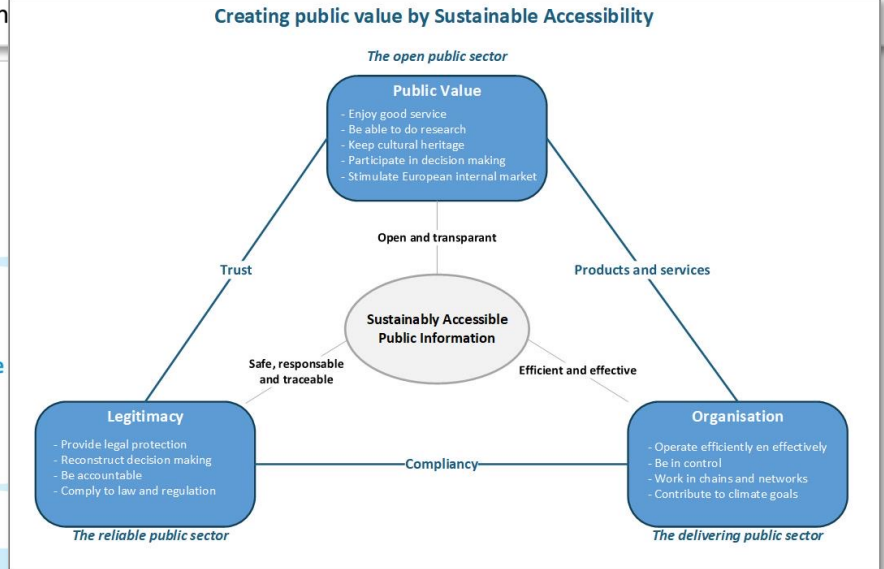 Creating public value by Sustainable Accessibility
The open public sector
Public Value
- Enjoy good service
- Be able to do research
- Keep cultural heritage
- Participate in decision making
- Stimulate European internal market
Open and transparant
Trust
Products and services
Sustainably Accessible
Public Information
Safe, responsable
and traceable
Efficient and effective
Legitimacy
- Provide legal protection
- Reconstruct decision making
- Be accountable
- Comply to law and regulation
Compliancy
Organisation
- Operate efficiently en effectively
- Be in control
- Work in chains and networks
- Contribute to climate goals
The reliable public sector
The delivering public sector